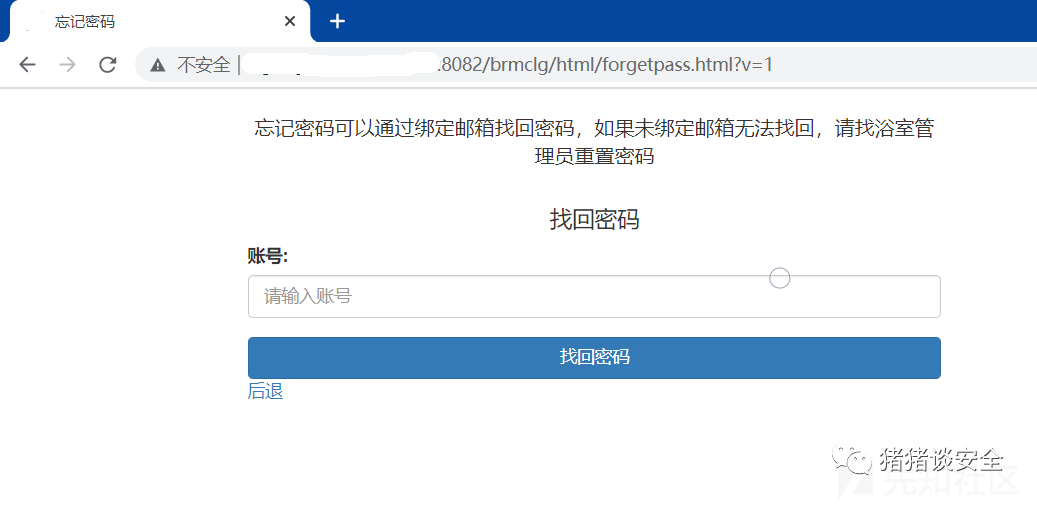 忘记密码
不安全 | .8082/brmclg/html/forgetpass.html?v=1
忘记密码可以通过绑定邮箱找回密码，如果未绑定邮箱无法找回，请找浴室管
理员重置密码
找回密码
账号:
请输入账号
找回密码
后退
猪猪谈安全
先知社区